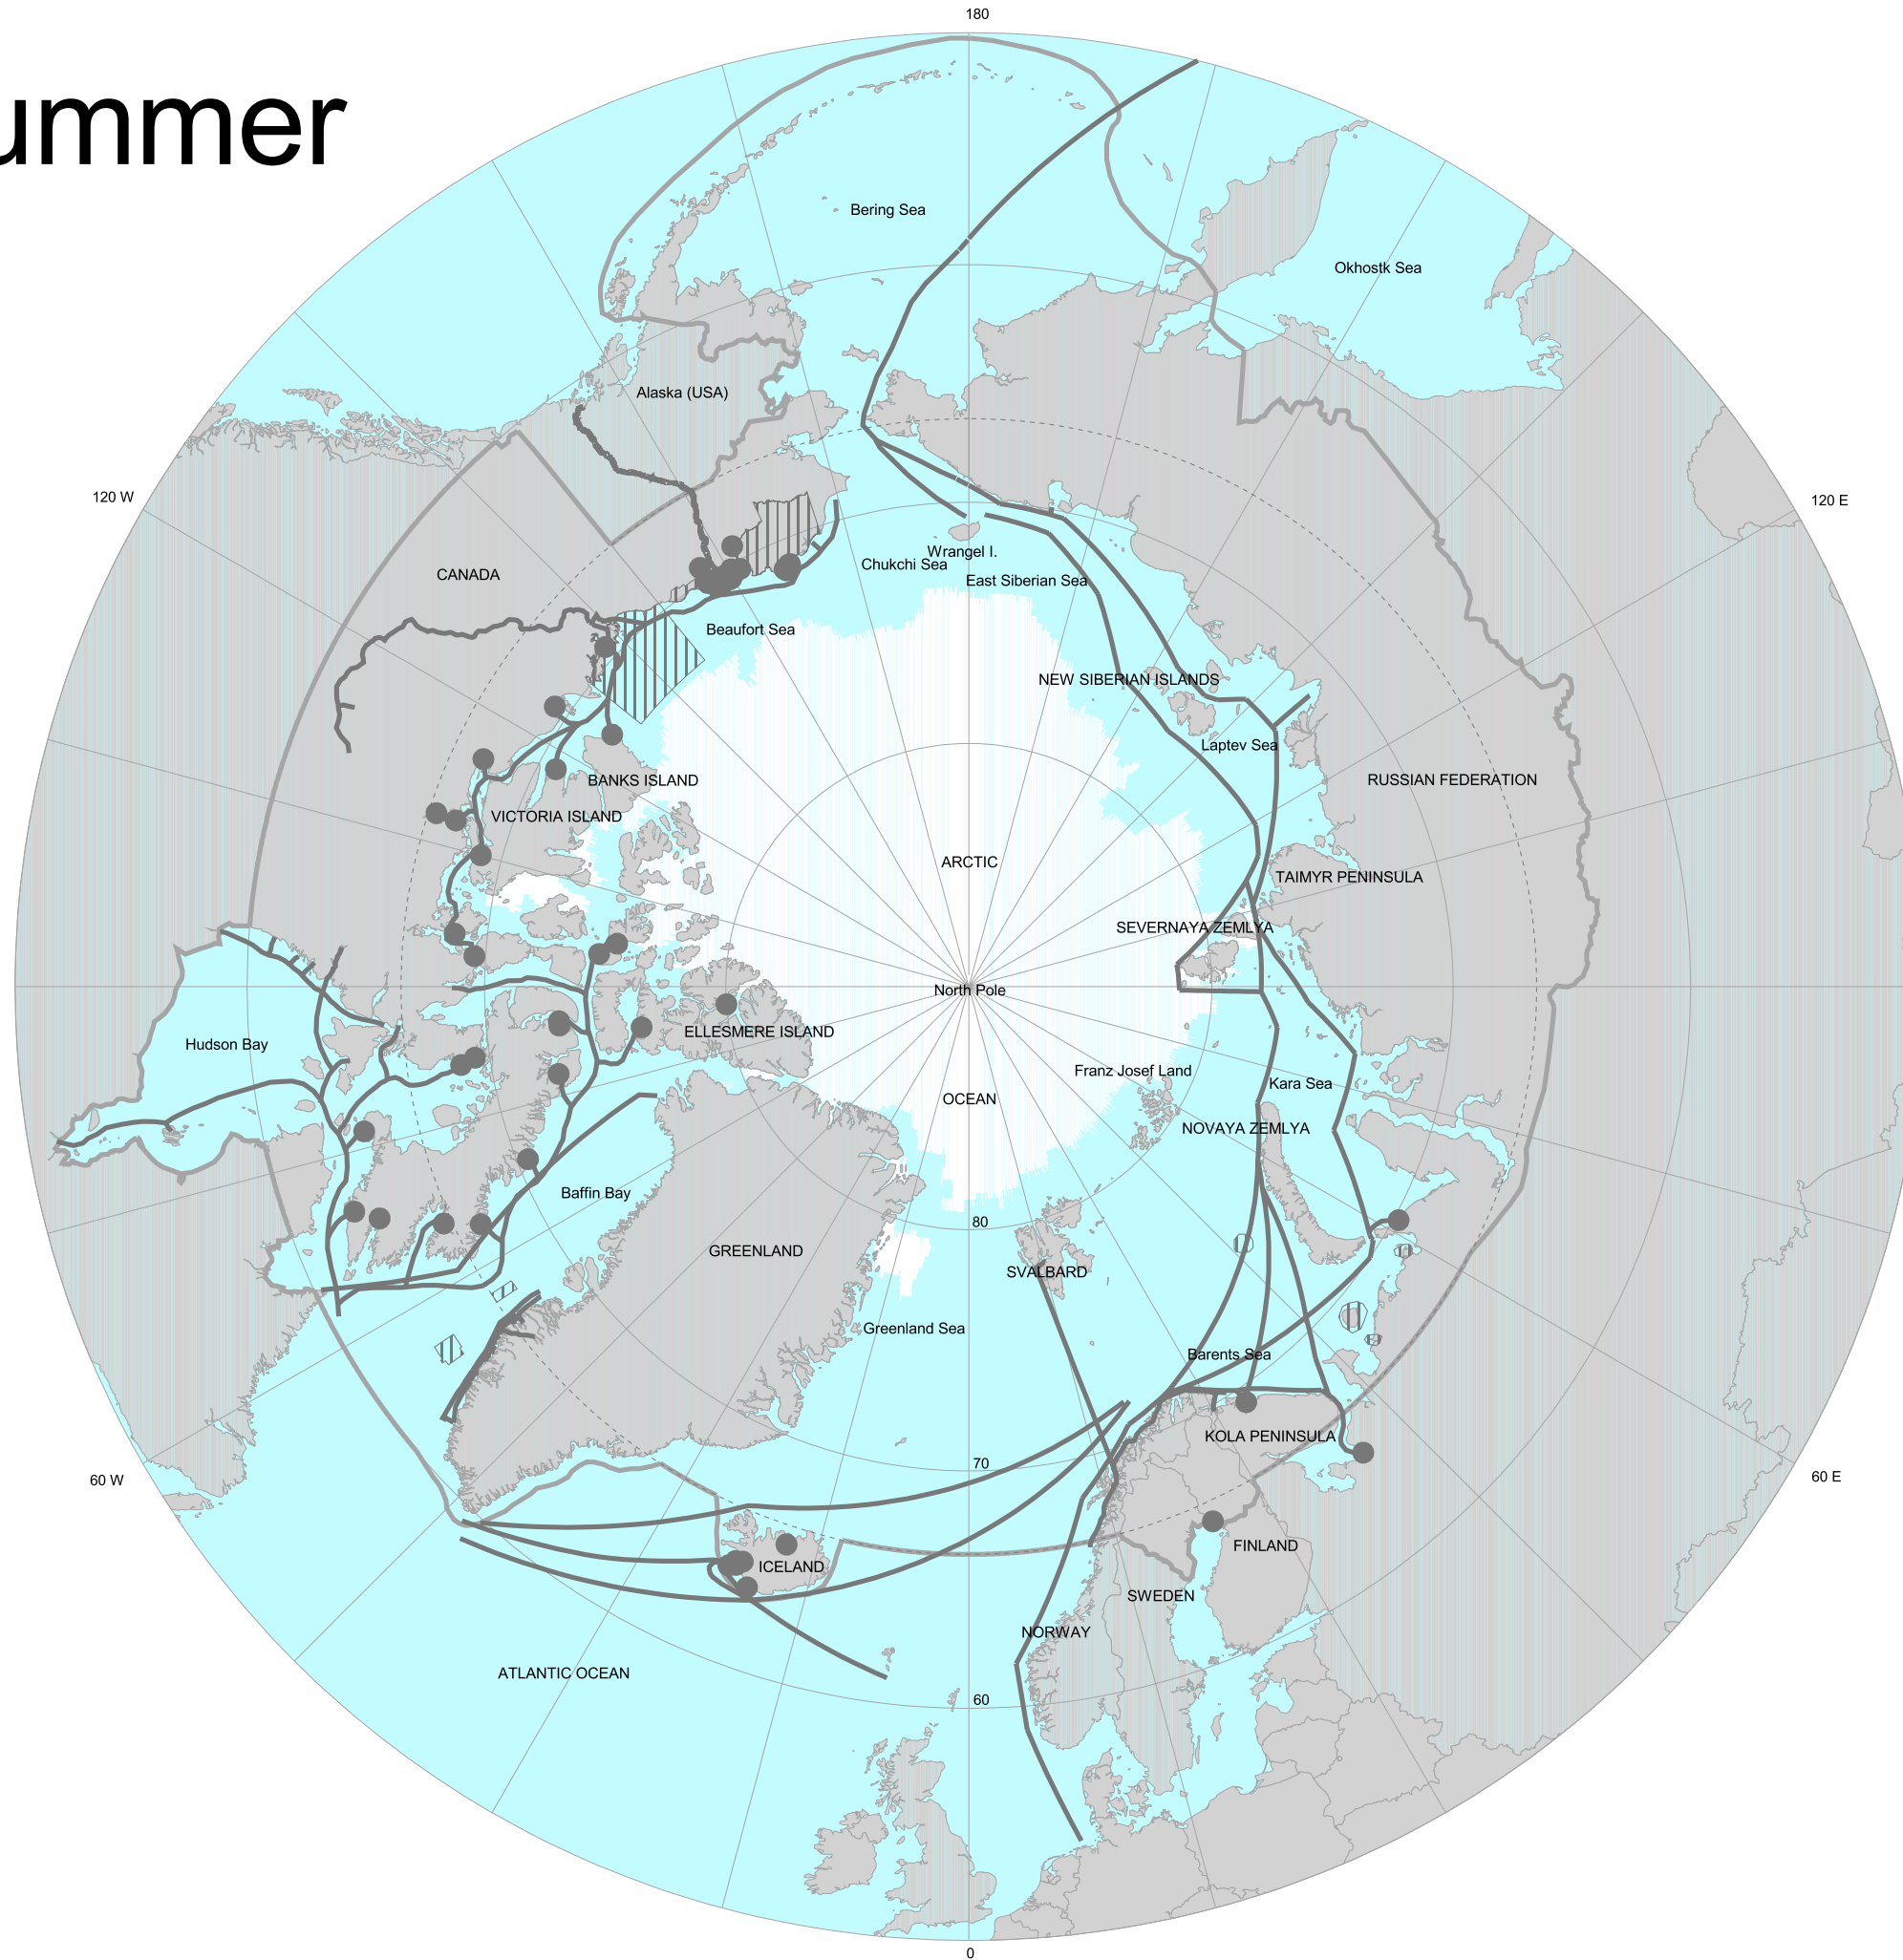 180
ummer
Bering Sea
Okhostk Sea
Alaska (USA)
120 W
120 E
CANADA
Wrangel I.
Chukchi Sea
East Siberian Sea
Beaufort Sea
NEW SIBERIAN ISLANDS
Laptev Sea
BANKS ISLAND
RUSSIAN FEDERATION
VICTORIA ISLAND
ARCTIC
TAIMYR PENINSULA
SEVERNAYA ZEMLYA
North Pole
ELLESMERE ISLAND
Hudson Bay
Franz Josef Land
Kara Sea
OCEAN
NOVAYA ZEMLYA
Baffin Bay
80
GREENLAND
SVALBARD
Greenland Sea
Barents Sea
KOLA PENINSULA
70
60 W
60 E
FINLAND
ICELAND
SWEDEN
NORWAY
ATLANTIC OCEAN
60
0